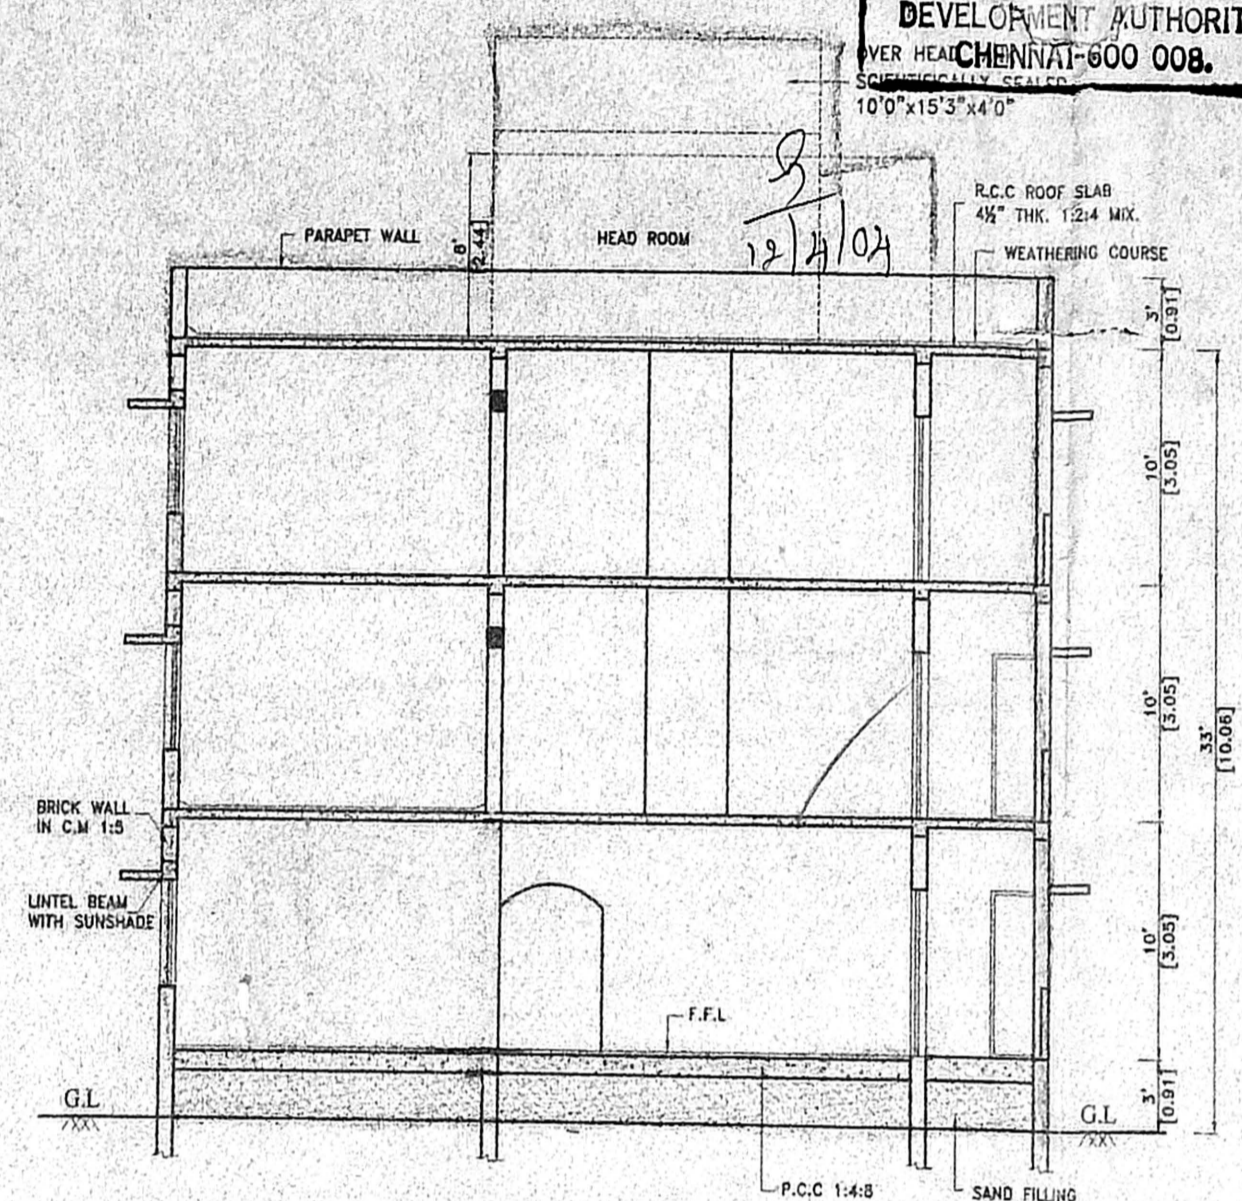 DEVELOPMENT AUTHORIT
CHENNAI-600 008.
OVER HEAD
SCIENTIFICALLY SEALED
10'0"x15'3"x4'0"
12/4/04
R.C.C ROOF SLAB
4½" THK. 1:2:4 MIX.
PARAPET WALL
8'
[2.44]
HEAD ROOM
WEATHERING COURSE
3'
[0.91]
10'
[3.05]
10'
[3.05]
33'
[10.06]
BRICK WALL
IN C.M 1:5
LINTEL BEAM
WITH SUNSHADE
10'
[3.05]
F.F.L
G.L
G.L
3'
[0.91]
P.C.C 1:4:8
SAND FILLING